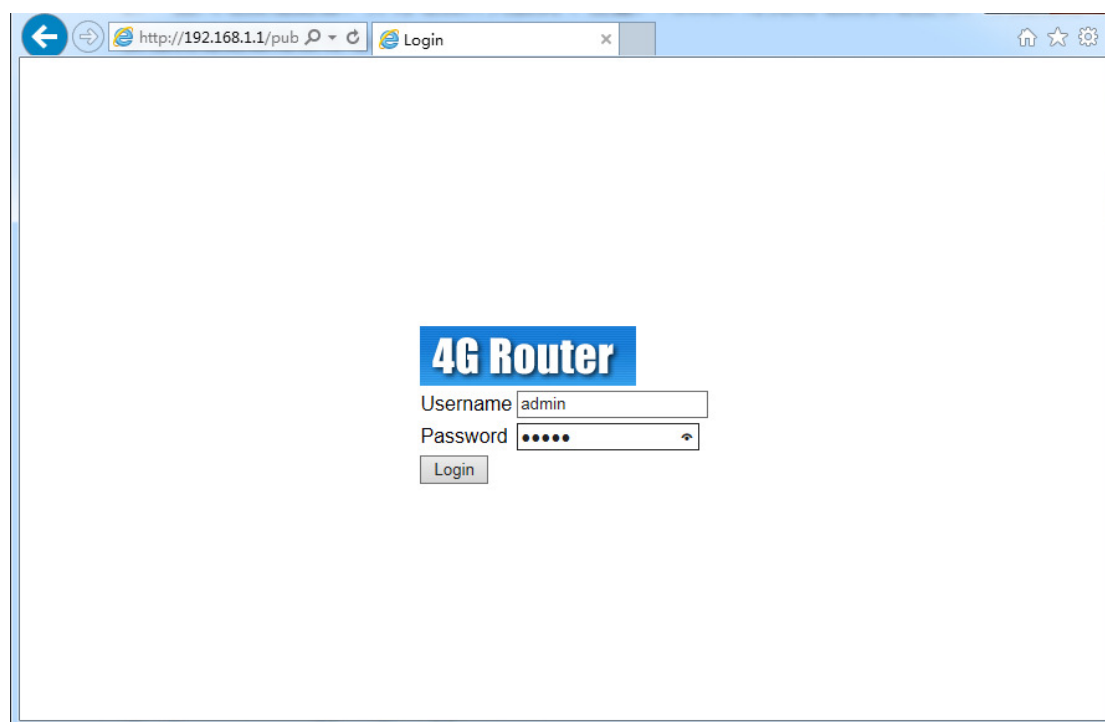 http://192.168.1.1/pub
Login
4G Router
Username admin
Password •••••
Login